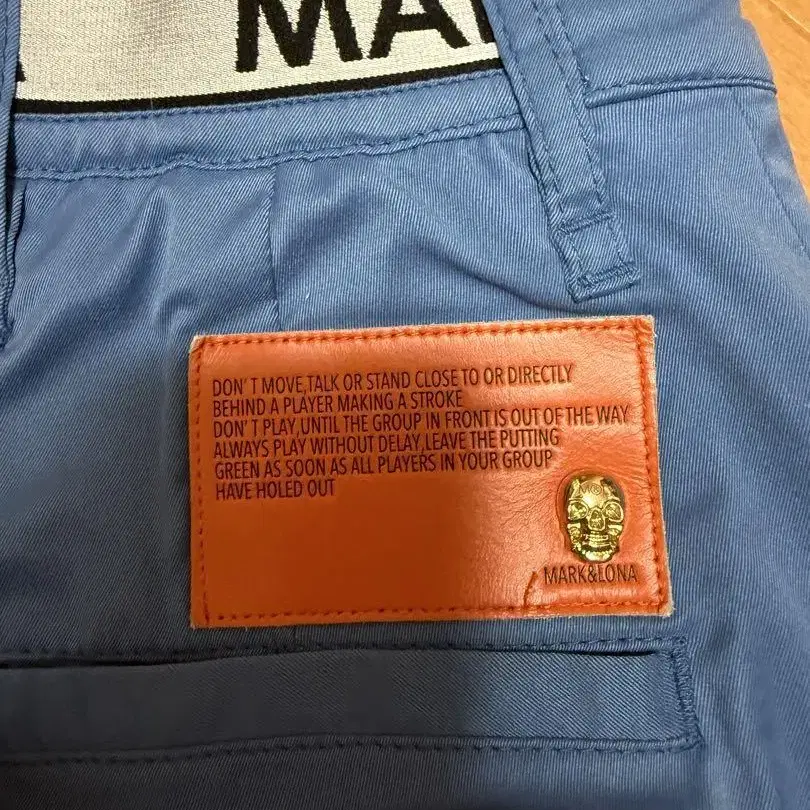 MA
DON'T MOVE,TALK OR STAND CLOSE TO OR DIRECTLY
BEHIND A PLAYER MAKING A STROKE
DON'T PLAY,UNTIL THE GROUP IN FRONT IS OUT OF THE WAY
ALWAYS PLAY WITHOUT DELAY,LEAVE THE PUTTING
GREEN AS SOON AS ALL PLAYERS IN YOUR GROUP
HAVE HOLED OUT
MARK&LONA